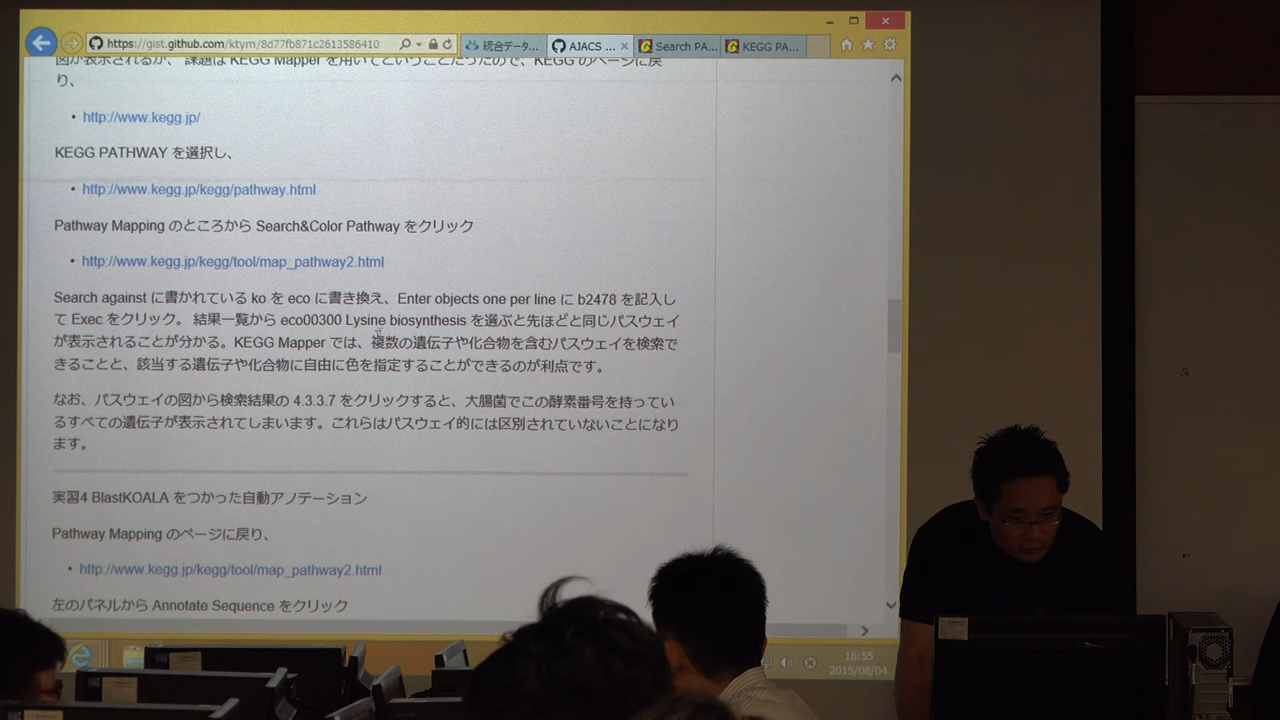 https://gist.github.com/ktym/8d77fb871c2613586410
統合データ...
AJACS ...
Search PA...
KEGG PA...
図が表示されるが、 課題は KEGG Mapper を用いてということだったので、KEGG のページに戻
り、
• http://www.kegg.jp/
KEGG PATHWAY を選択し、
• http://www.kegg.jp/kegg/pathway.html
Pathway Mapping のところから Search&Color Pathway をクリック
• http://www.kegg.jp/kegg/tool/map_pathway2.html
Search against に書かれている ko を eco に書き換え、Enter objects one per line に b2478 を記入し
て Exec をクリック。 結果一覧から eco00300 Lysine biosynthesis を選ぶと先ほどと同じパスウェイ
が表示されることが分かる。KEGG Mapper では、複数の遺伝子や化合物を含むパスウェイを検索で
きることと、該当する遺伝子や化合物に自由に色を指定することができるのが利点です。
なお、パスウェイの図から検索結果の 4.3.3.7 をクリックすると、大腸菌でこの酵素番号を持ってい
るすべての遺伝子が表示されてしまいます。これらはパスウェイ的には区別されていないことになり
ます。
実習4 BlastKOALA をつかった自動アノテーション
Pathway Mapping のページに戻り、
• http://www.kegg.jp/kegg/tool/map_pathway2.html
左のパネルから Annotate Sequence をクリック
16:55
2015/08/04